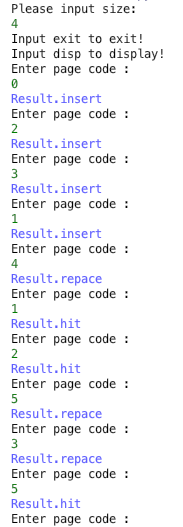 Please input size:
4
Input exit to exit!
Input disp to display!
Enter page code :
0
Result.insert
Enter page code :
2
Result.insert
Enter page code :
3
Result.insert
Enter page code :
1
Result.insert
Enter page code :
4
Result.repace
Enter page code :
1
Result.hit
Enter page code :
2
Result.hit
Enter page code :
5
Result.repace
Enter page code :
3
Result.repace
Enter page code :
5
Result.hit
Enter page code :